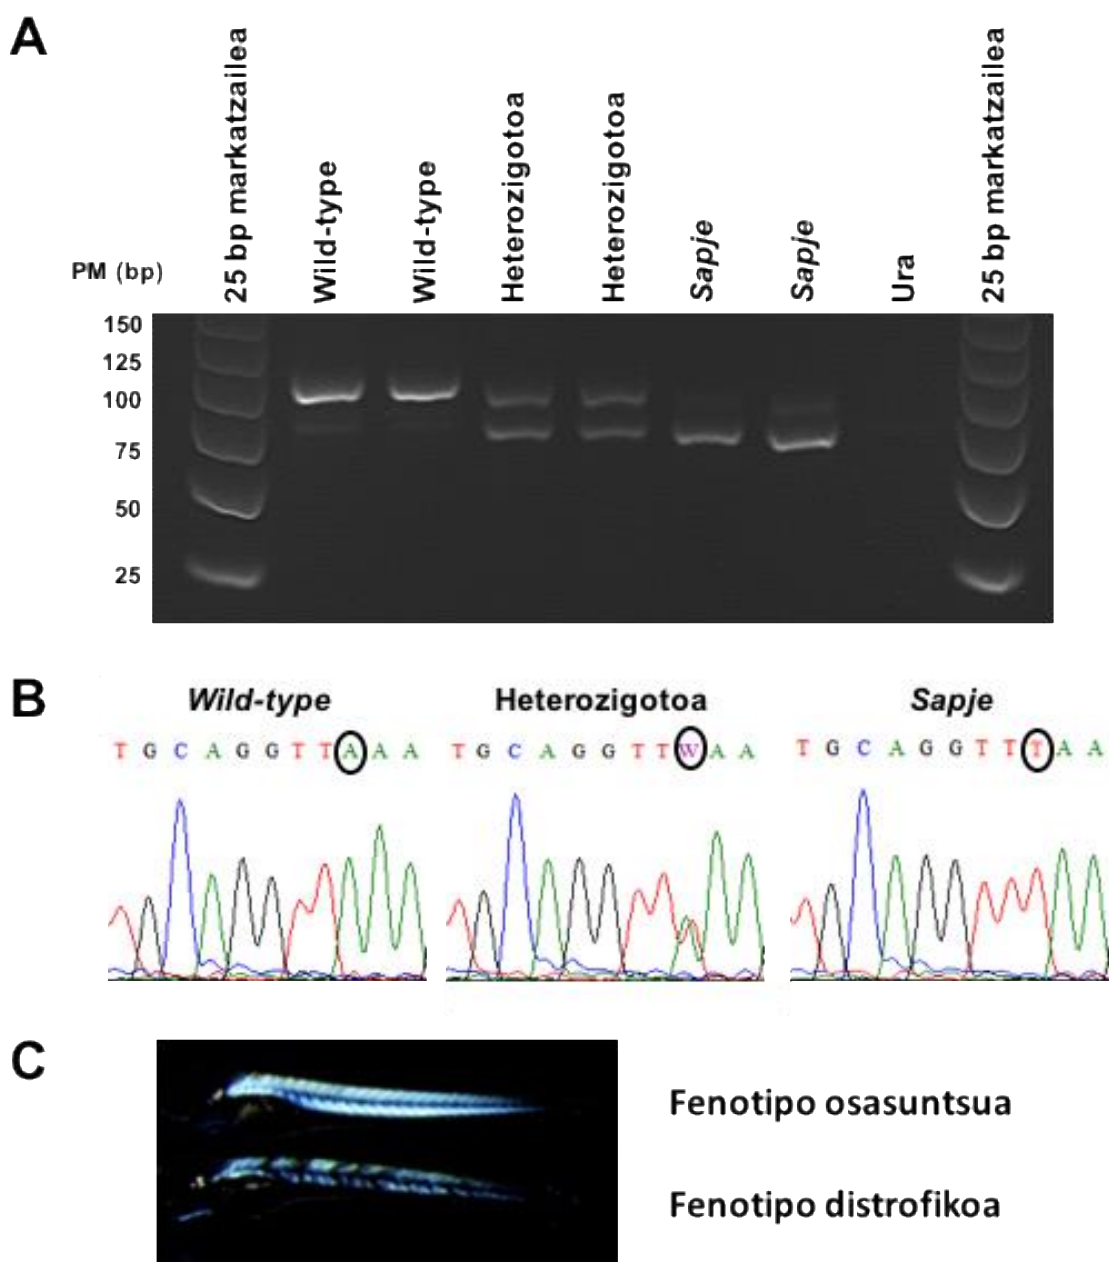 A
25 bp markatzailea
Wild-type
Wild-type
Heterozigotoa
Heterozigotoa
Sapje
Sapje
Ura
25 bp markatzailea
PM (bp)
150
125
100
75
50
25
B
Wild-type Heterozigotoa Sapje
T G C A G G T T A A A T G C A G G T T W A A T G C A G G T T T A A
C
Fenotipo osasuntsua
Fenotipo distrofikoa